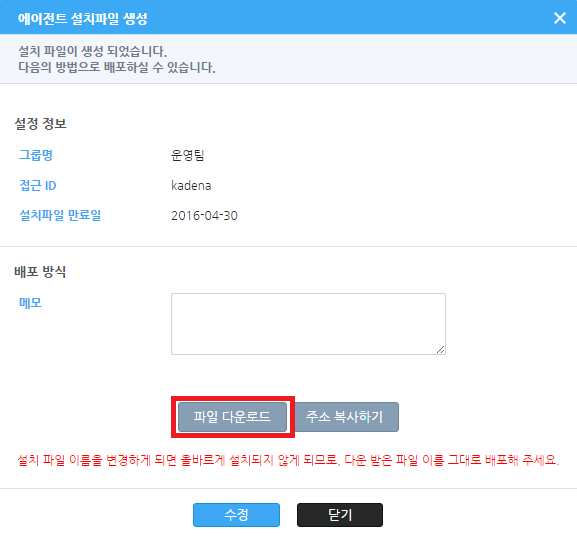 에이전트 설치파일 생성
설치 파일이 생성 되었습니다.
다음의 방법으로 배포하실 수 있습니다.
설정 정보
그룹명 운영팀
접근 ID kadena
설치파일 만료일 2016-04-30
배포 방식
메모
파일 다운로드 주소 복사하기
설치 파일 이름을 변경하게 되면 올바르게 설치되지 않게 되므로, 다운 받은 파일 이름 그대로 배포해 주세요.
수정 닫기